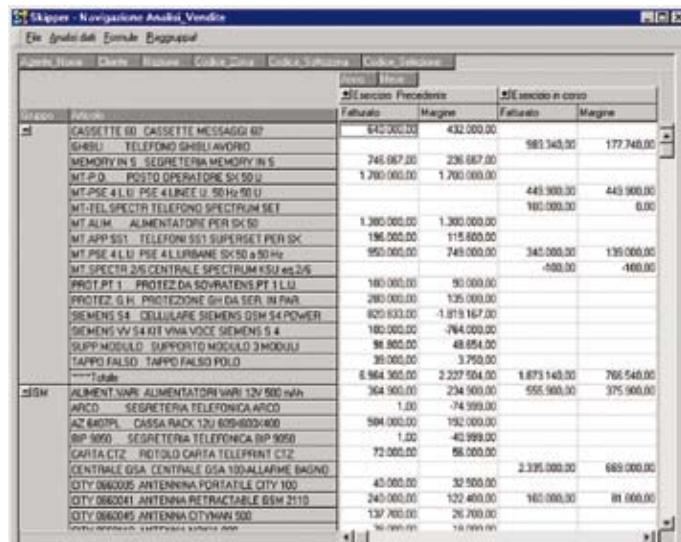 Skipper - Navigazione Analisi_Vendite
File Analisi dati Formule Raggruppa!
Agente_Nome Cliente Nazione Codice_Zona Codice_Sottozona Codice_Selezione
Anno Mese
Esercizio Precedente Esercizio in corso
Gruppo Articolo Fatturato Margine Fatturato Margine
CASSETTE 60 CASSETTE MESSAGGI 60' 640.000,00 432.000,00
GHIBLI TELEFONO GHIBLI AVORIO 983.340,00 177.740,00
MEMORY IN S SEGRETERIA MEMORY IN S 746.667,00 236.667,00
MT-P.O. POSTO OPERATORE SX 50 U 1.700.000,00 1.700.000,00
MT-PSE 4 L.U PSE 4 LINEE U. 50 Hz 50 U 449.900,00 449.900,00
MT-TEL.SPECTR TELEFONO SPECTRUM SET 100.000,00 0,00
MT.ALIM. ALIMENTATORE PER SX 50 1.300.000,00 1.300.000,00
MT.APP SS1 TELEFONI SS1 SUPERSET PER SX 196.000,00 115.600,00
MT.PSE 4 L.U PSE 4 L.URBANE SX 50 a 50 Hz 950.000,00 749.000,00 340.000,00 139.000,00
MT.SPECTR 2/6 CENTRALE SPECTRUM KSU eq.2/6 -100,00 -100,00
PROT.PT 1 PROTEZ.DA SOVRATENS.PT 1 L.U. 180.000,00 90.000,00
PROTEZ. G.H. PROTEZIONE GH DA SER. IN PAR. 280.000,00 135.000,00
SIEMENS S4 CELLULARE SIEMENS GSM S4 POWER 820.833,00 -1.819.167,00
SIEMENS VV S4 KIT VIVA VOCE SIEMENS S 4 180.000,00 -764.000,00
SUPP.MODULO SUPPORTO MODULO 3 MODULI 98.800,00 48.654,00
TAPPO FALSO TAPPO FALSO POLO 39.000,00 3.750,00
Totale 6.964.300,00 2.227.504,00 1.873.140,00 766.540,00
GSM ALIMENT.VARI ALIMENTATORI VARI 12V 500 mAh 364.900,00 234.900,00 555.900,00 375.900,00
ARCO SEGRETERIA TELEFONICA ARCO 1,00 -74.999,00
AZ 6407PL CASSA RACK 12U 609X600X400 504.000,00 192.000,00
BIP 9050 SEGRETERIA TELEFONICA BIP 9050 1,00 -40.999,00
CARTA CTZ ROTOLO CARTA TELEPRINT CTZ 72.000,00 56.000,00
CENTRALE GSA CENTRALE GSA 100-ALLARME BAGNO 2.335.000,00 669.000,00
CITY 0660035 ANTENNINA PORTATILE CITY 100 40.000,00 32.500,00
CITY 0660041 ANTENNA RETRACTABLE GSM 2110 240.000,00 122.400,00 160.000,00 81.600,00
CITY 0660045 ANTENNA CITYMAN 500 137.700,00 26.700,00